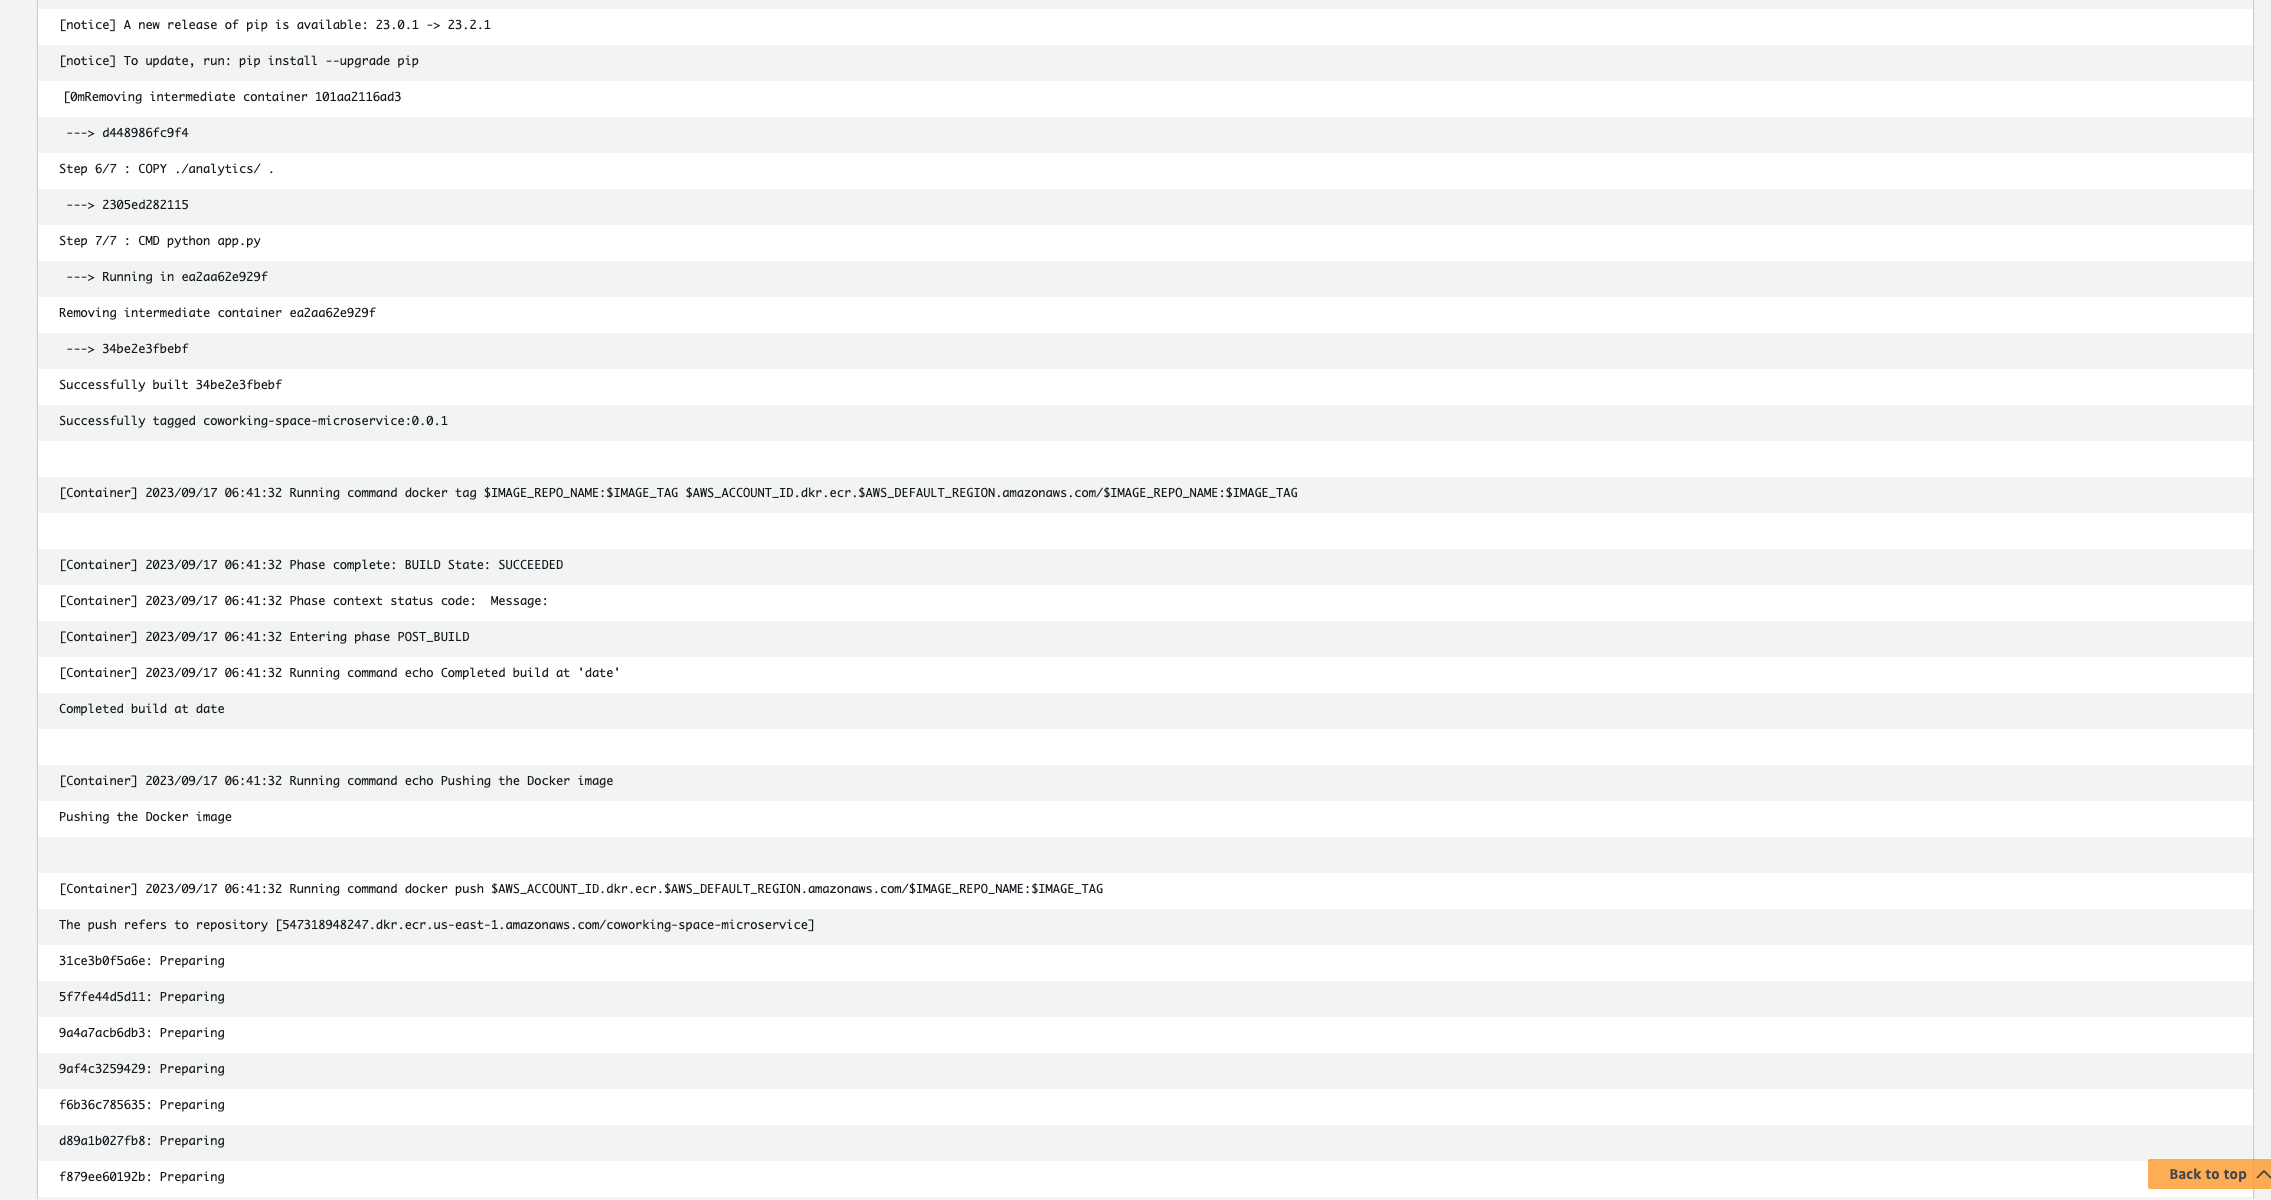 [notice] A new release of pip is available: 23.0.1 -> 23.2.1
[notice] To update, run: pip install --upgrade pip
[0mRemoving intermediate container 101aa2116ad3
---> d448986fc9f4
Step 6/7 : COPY ./analytics/ .
---> 2305ed282115
Step 7/7 : CMD python app.py
---> Running in ea2aa62e929f
Removing intermediate container ea2aa62e929f
---> 34be2e3fbebf
Successfully built 34be2e3fbebf
Successfully tagged coworking-space-microservice:0.0.1
[Container] 2023/09/17 06:41:32 Running command docker tag $IMAGE_REPO_NAME:$IMAGE_TAG $AWS_ACCOUNT_ID.dkr.ecr.$AWS_DEFAULT_REGION.amazonaws.com/$IMAGE_REPO_NAME:$IMAGE_TAG
[Container] 2023/09/17 06:41:32 Phase complete: BUILD State: SUCCEEDED
[Container] 2023/09/17 06:41:32 Phase context status code:  Message:
[Container] 2023/09/17 06:41:32 Entering phase POST_BUILD
[Container] 2023/09/17 06:41:32 Running command echo Completed build at 'date'
Completed build at date
[Container] 2023/09/17 06:41:32 Running command echo Pushing the Docker image
Pushing the Docker image
[Container] 2023/09/17 06:41:32 Running command docker push $AWS_ACCOUNT_ID.dkr.ecr.$AWS_DEFAULT_REGION.amazonaws.com/$IMAGE_REPO_NAME:$IMAGE_TAG
The push refers to repository [547318948247.dkr.ecr.us-east-1.amazonaws.com/coworking-space-microservice]
31ce3b0f5a6e: Preparing
5f7fe44d5d11: Preparing
9a4a7acb6db3: Preparing
9af4c3259429: Preparing
f6b36c785635: Preparing
d89a1b027fb8: Preparing
f879ee60192b: Preparing
Back to top